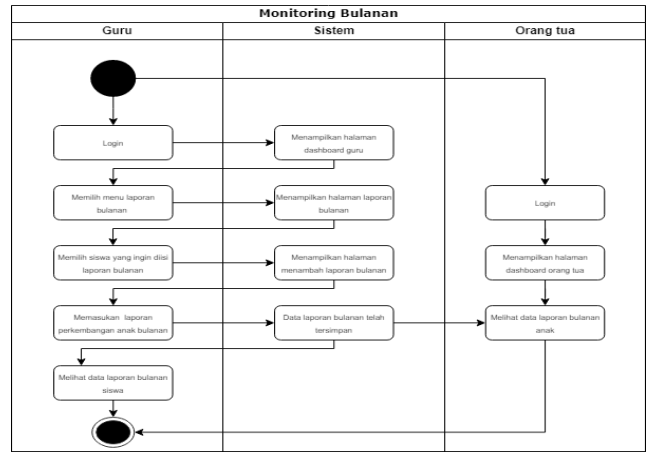 Monitoring Bulanan
Guru
Sistem
Orang tua
Login
Menampilkan halaman
dashboard guru
Memilih menu laporan
bulanan
Menampilkan halaman laporan
bulanan
Login
Memilih siswa yang ingin diisi
laporan bulanan
Menampilkan halaman
menambah laporan bulanan
Menampilkan halaman
dashboard orang tua
Memasukan laporan
perkembangan anak bulanan
Data laporan bulanan telah
tersimpan
Melihat data laporan bulanan
anak
Melihat data laporan bulanan
siswa